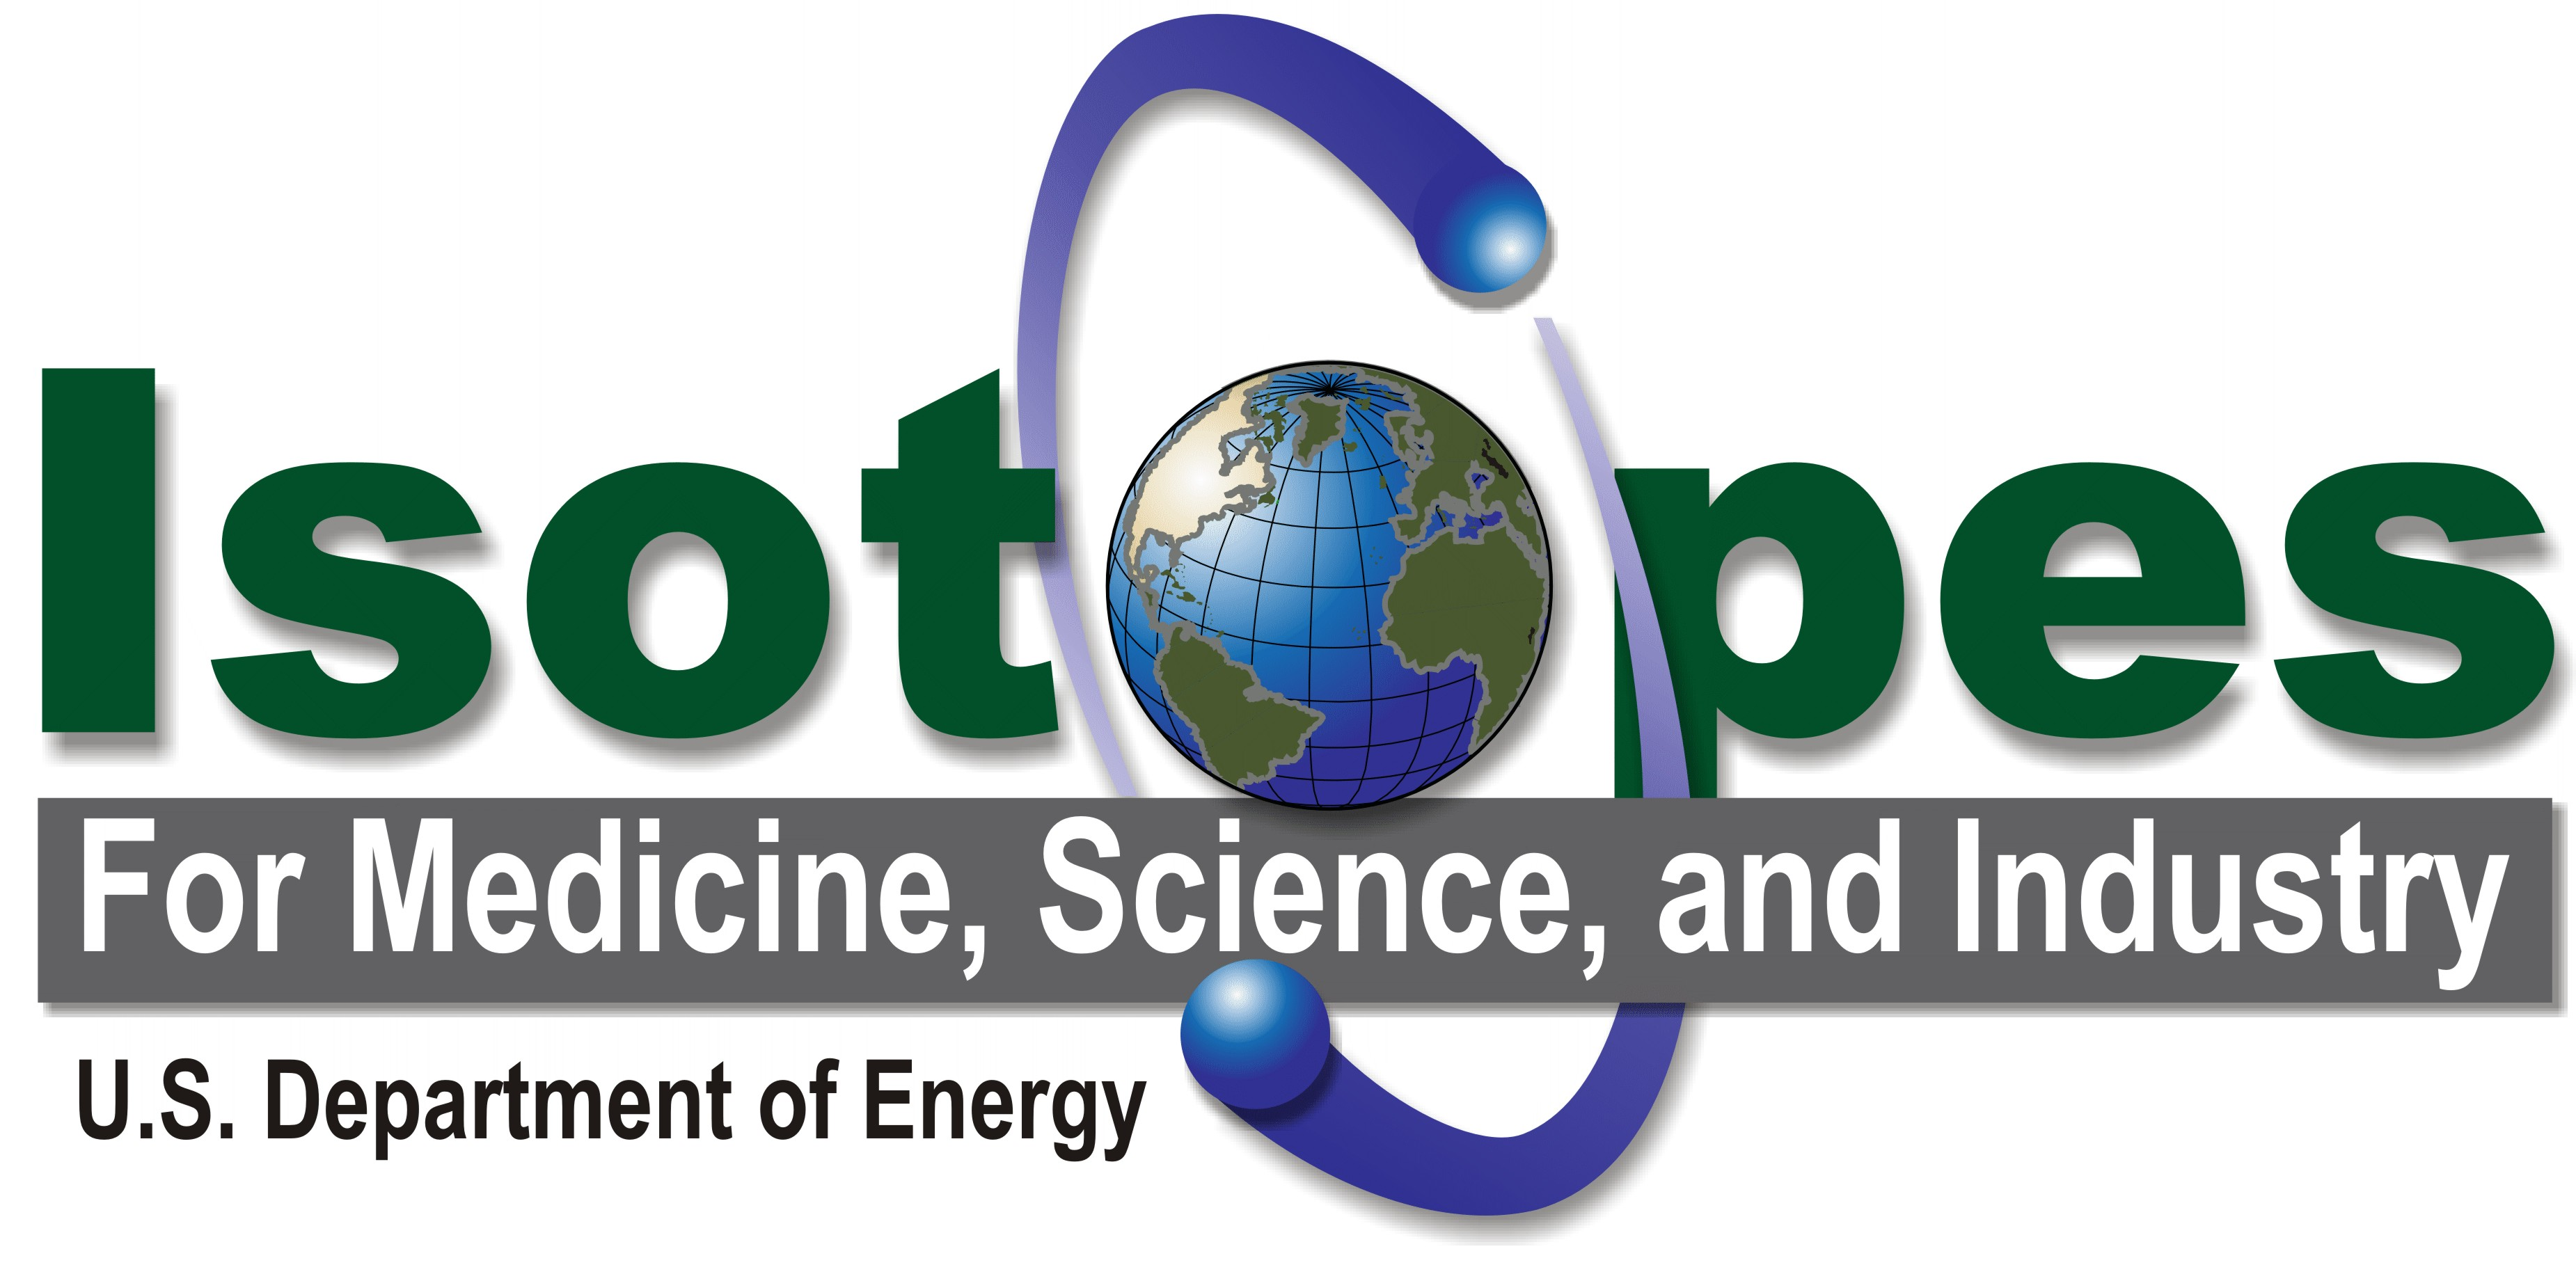 Isotopes
For Medicine, Science, and Industry
U.S. Department of Energy